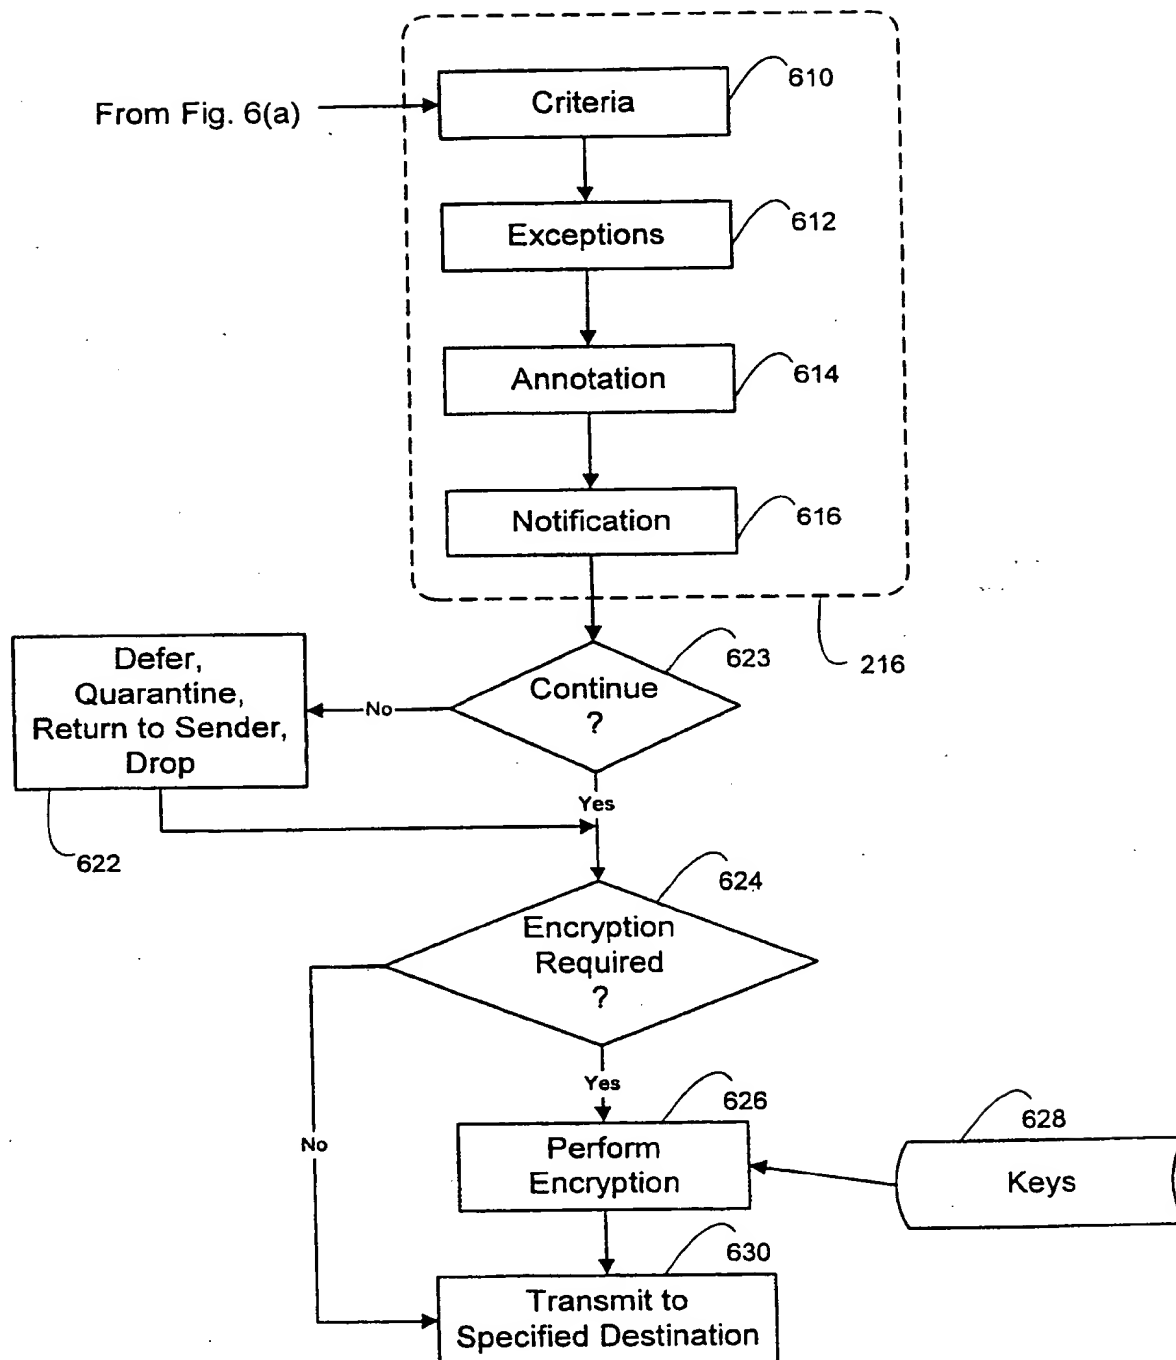 610
Criteria
From Fig. 6(a)
612
Exceptions
614
Annotation
616
Notification
623
216
Continue
?
Defer,
Quarantine,
Return to Sender,
Drop
No
Yes
622
624
Encryption
Required
?
Yes
No
626
Perform
Encryption
628
Keys
630
Transmit to
Specified Destination